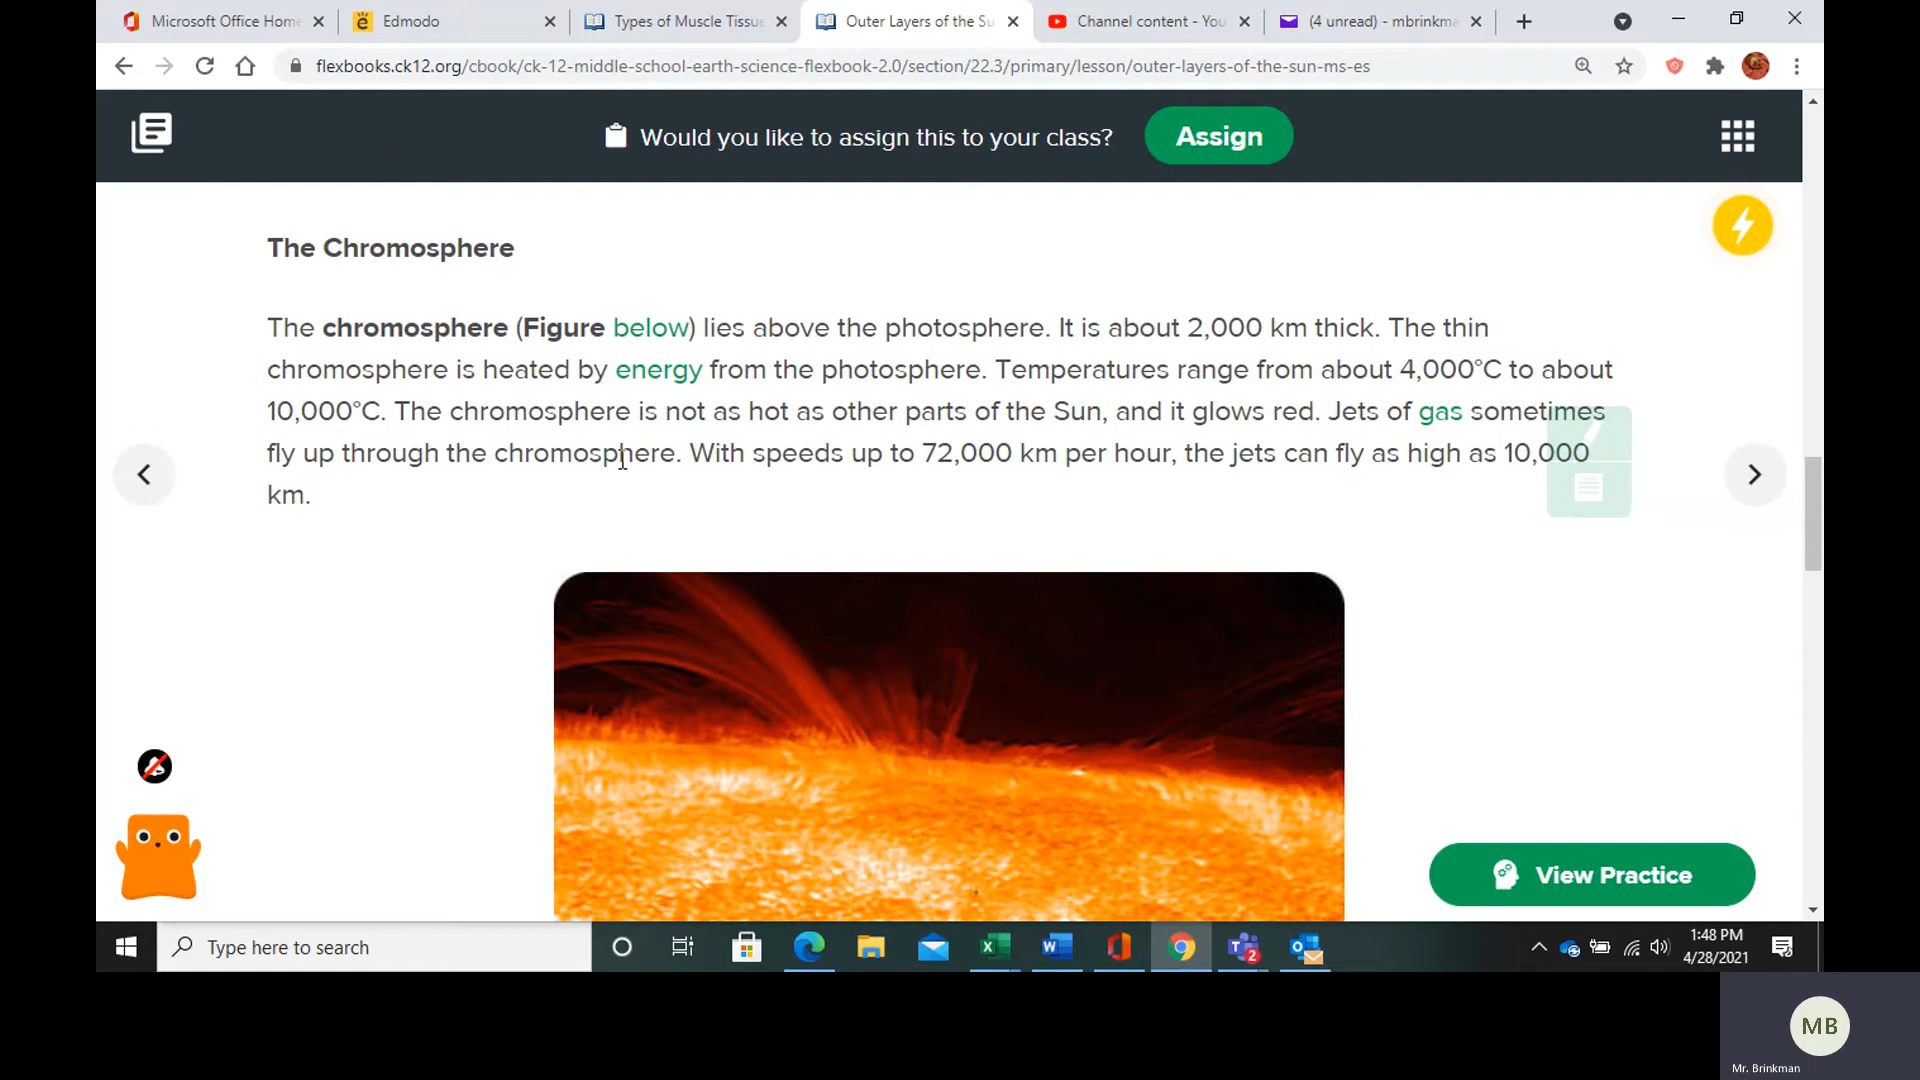 Microsoft Office Home
Edmodo
Types of Muscle Tissue
Outer Layers of the Su
Channel content - You
(4 unread) - mbrinkma
flexbooks.ck12.org/cbook/ck-12-middle-school-earth-science-flexbook-2.0/section/22.3/primary/lesson/outer-layers-of-the-sun-ms-es
Would you like to assign this to your class?
Assign
The Chromosphere
The chromosphere (Figure below) lies above the photosphere. It is about 2,000 km thick. The thin
chromosphere is heated by energy from the photosphere. Temperatures range from about 4,000°C to about
10,000°C. The chromosphere is not as hot as other parts of the Sun, and it glows red. Jets of gas sometimes
fly up through the chromosphere. With speeds up to 72,000 km per hour, the jets can fly as high as 10,000
km.
View Practice
Type here to search
2
1:48 PM
4/28/2021
MB
Mr. Brinkman